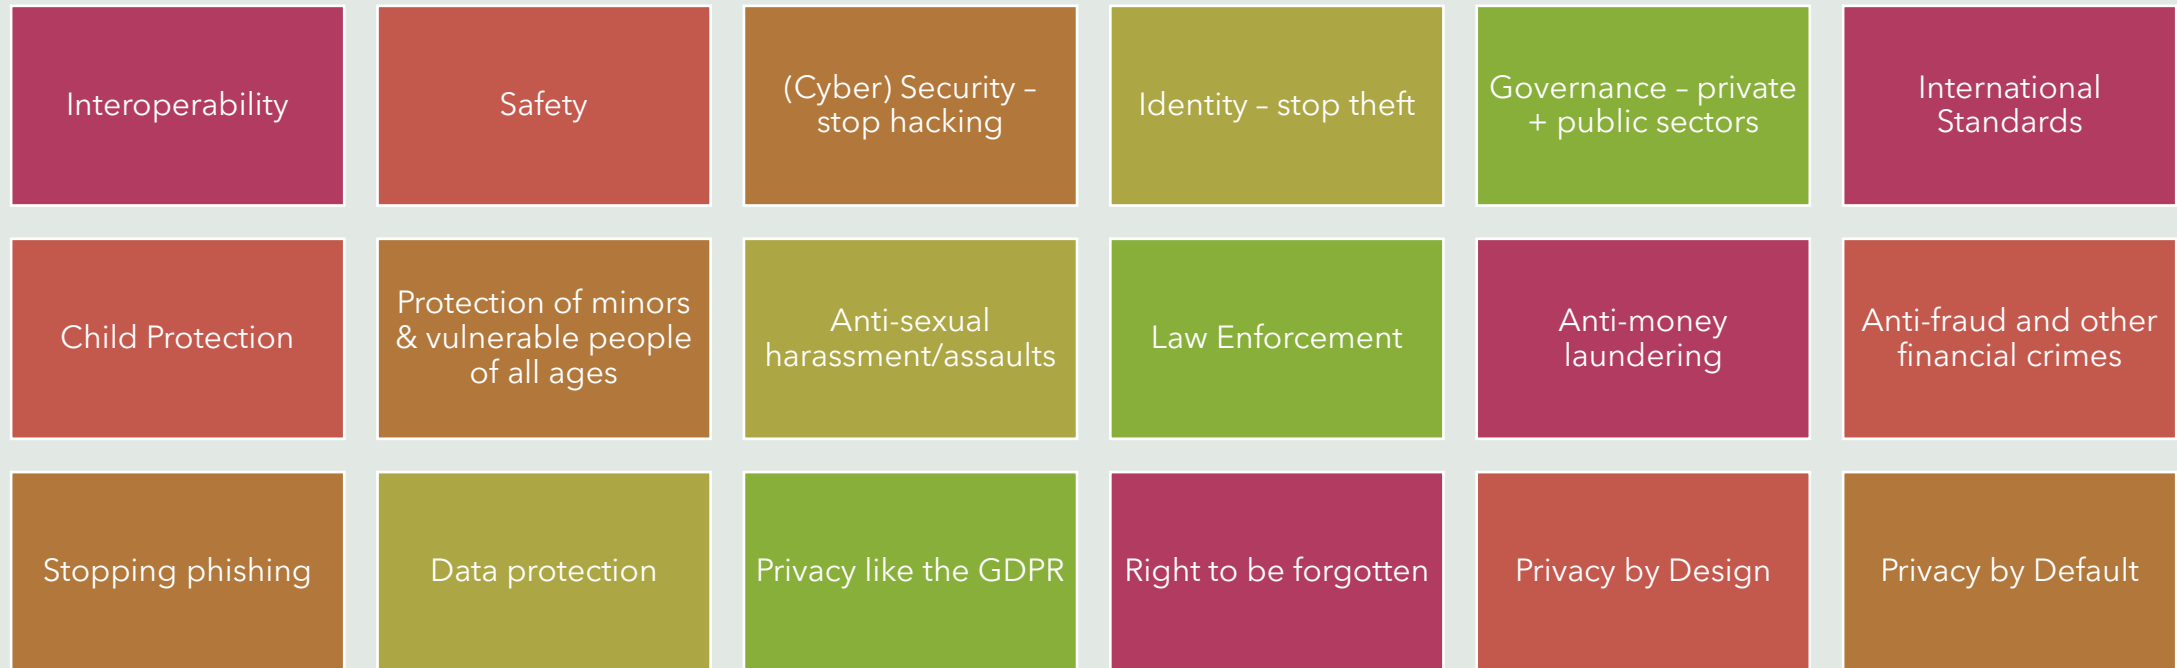 Interoperability
Safety
(Cyber) Security –
stop hacking
Identity – stop theft
Governance – private
+ public sectors
International
Standards
Child Protection
Protection of minors
& vulnerable people
of all ages
Anti-sexual
harassment/assaults
Law Enforcement
Anti-money
laundering
Anti-fraud and other
financial crimes
Stopping phishing
Data protection
Privacy like the GDPR
Right to be forgotten
Privacy by Design
Privacy by Default